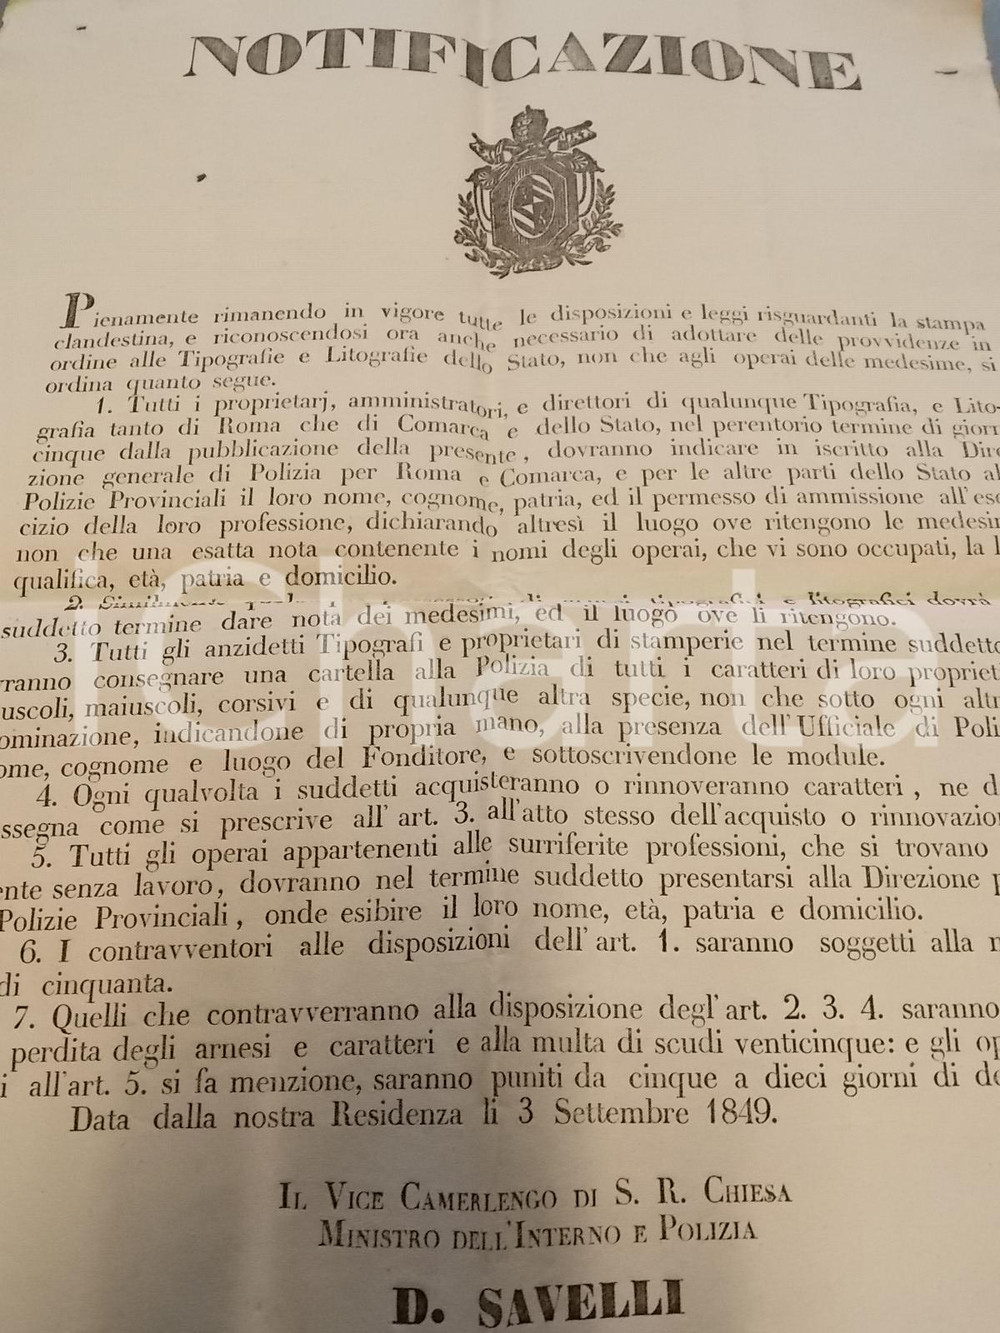 NOTIFICAZIONE
Pienamente rimanendo in vigore tutte le disposizioni e leggi risguardanti la stampa
clandestina, e riconoscendosi ora anche necessario di adottare delle provvidenze in
ordine alle Tipografie e Litografie dello Stato, non che agli operai delle medesime, si
ordina quanto segue.
1. Tutti i proprietarj, amministratori, e direttori di qualunque Tipografia, e Lito-
grafia tanto di Roma che di Comarca e dello Stato, nel perentorio termine di giorn
cinque dalla pubblicazione della presente, dovranno indicare in iscritto alla Dire
zione generale di Polizia per Roma e Comarca, e per le altre parti dello Stato al
Polizie Provinciali il loro nome, cognome, patria, ed il permesso di ammissione all'ese
cizio della loro professione, dichiarando altresì il luogo ove ritengono le medesim
non che una esatta nota contenente i nomi degli operai, che vi sono occupati, la l
qualifica, età, patria e domicilio.
2. Similmente di tipografici e litografici dovrà
suddetto termine dare nota dei medesimi, ed il luogo ove li ritengono.
3. Tutti gli anzidetti Tipografi e proprietari di stamperie nel termine suddetto
rranno consegnare una cartella alla Polizia di tutti i caratteri di loro propriet
uscoli, maiuscoli, corsivi e di qualunque altra specie, non che sotto ogni altr
ominazione, indicandone di propria mano, alla presenza dell'Ufficiale di Poli
ome, cognome e luogo del Fonditore, e sottoscrivendone le module.
4. Ogni qualvolta i suddetti acquisteranno o rinnoveranno caratteri, ne d
ssegna come si prescrive all'art. 3. all'atto stesso dell'acquisto o rinnovazion
5. Tutti gli operai appartenenti alle surriferite professioni, che si trovano
ente senza lavoro, dovranno nel termine suddetto presentarsi alla Direzione p
Polizie Provinciali, onde esibire il loro nome, età, patria e domicilio.
6. I contravventori alle disposizioni dell'art. 1. saranno soggetti alla m
di cinquanta.
7. Quelli che contravverranno alla disposizione degl'art. 2. 3. 4. saranno
perdita degli arnesi e caratteri e alla multa di scudi venticinque: e gli op
i all'art. 5. si fa menzione, saranno puniti da cinque a dieci giorni di de
Data dalla nostra Residenza li 3 Settembre 1849.
IL VICE CAMERLENGO DI S. R. CHIESA
MINISTRO DELL'INTERNO E POLIZIA
D. SAVELLI